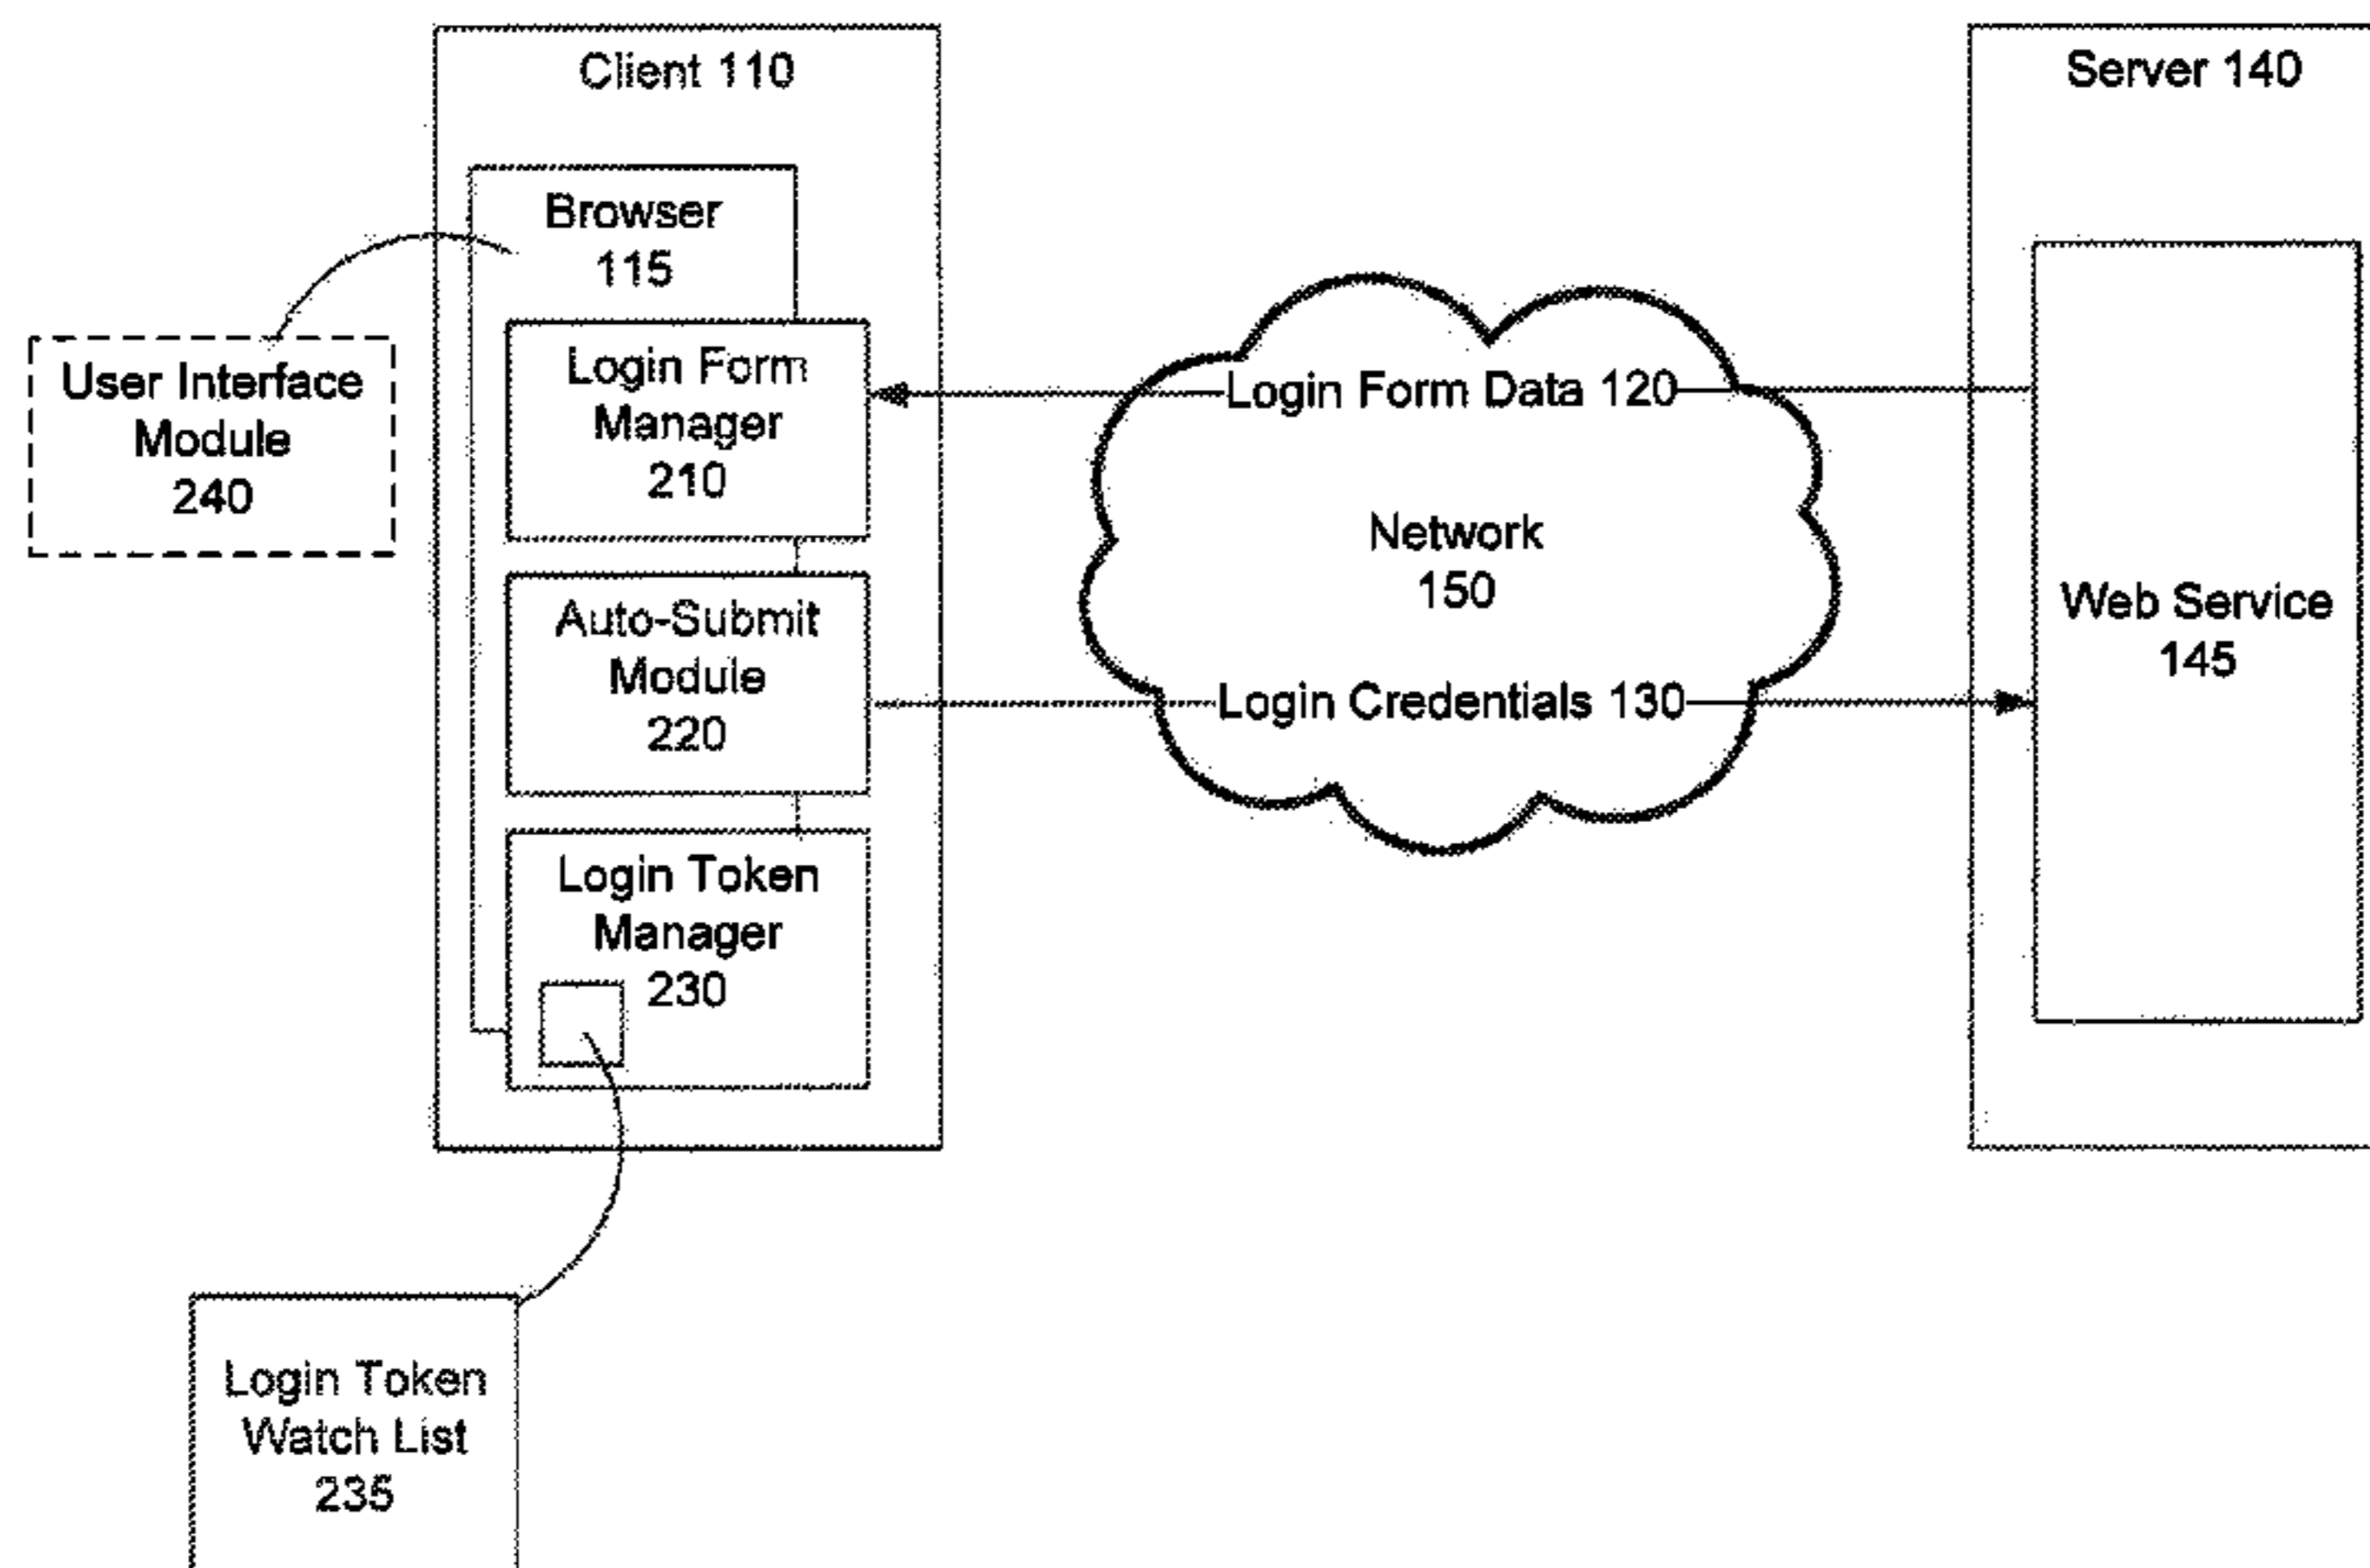 Client 110
Server 140
Browser
115
User Interface
Module
240
Login Form
Manager
210
Login Form Data 120
Network
150
Auto-Submit
Module
220
Login Credentials 130
Web Service
145
Login Token
Manager
230
Login Token
Watch List
235